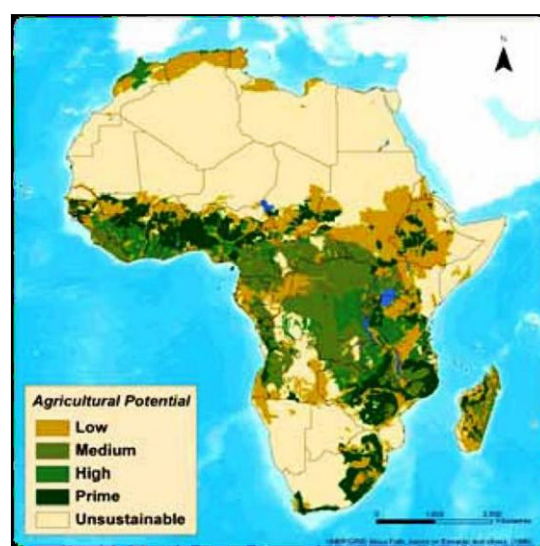 N
Agricultural Potential
Low
Medium
High
Prime
Unsustainable
0
Kilometers